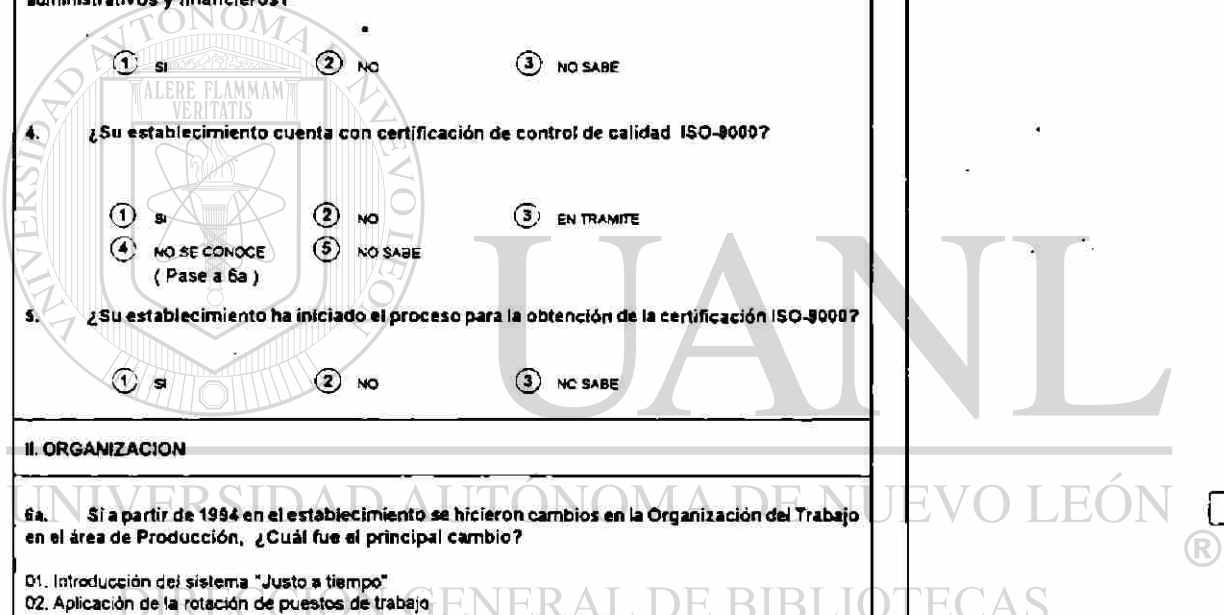 administrativos y financieros?
1 SI 2 NO 3 NO SABE
4. ¿Su establecimiento cuenta con certificación de control de calidad ISO-9000?
1 SI 2 NO 3 EN TRAMITE
4 NO SE CONOCE 5 NO SABE
( Pase a 6a )
5. ¿Su establecimiento ha iniciado el proceso para la obtención de la certificación ISO-9000?
1 SI 2 NO 3 NO SABE
II. ORGANIZACION
6a. Si a partir de 1994 en el establecimiento se hicieron cambios en la Organización del Trabajo
en el área de Producción, ¿Cuál fue el principal cambio?
01. Introducción del sistema "Justo a tiempo"
02. Aplicación de la rotación de puestos de trabajo
UNIVERSIDAD AUTÓNOMA DE NUEVO LEÓN
ALERE FLAMMAM
VERITATIS
UANL
UNIVERSIDAD AUTÓNOMA DE NUEVO LEÓN
®
DIRECCIÓN GENERAL DE BIBLIOTECAS